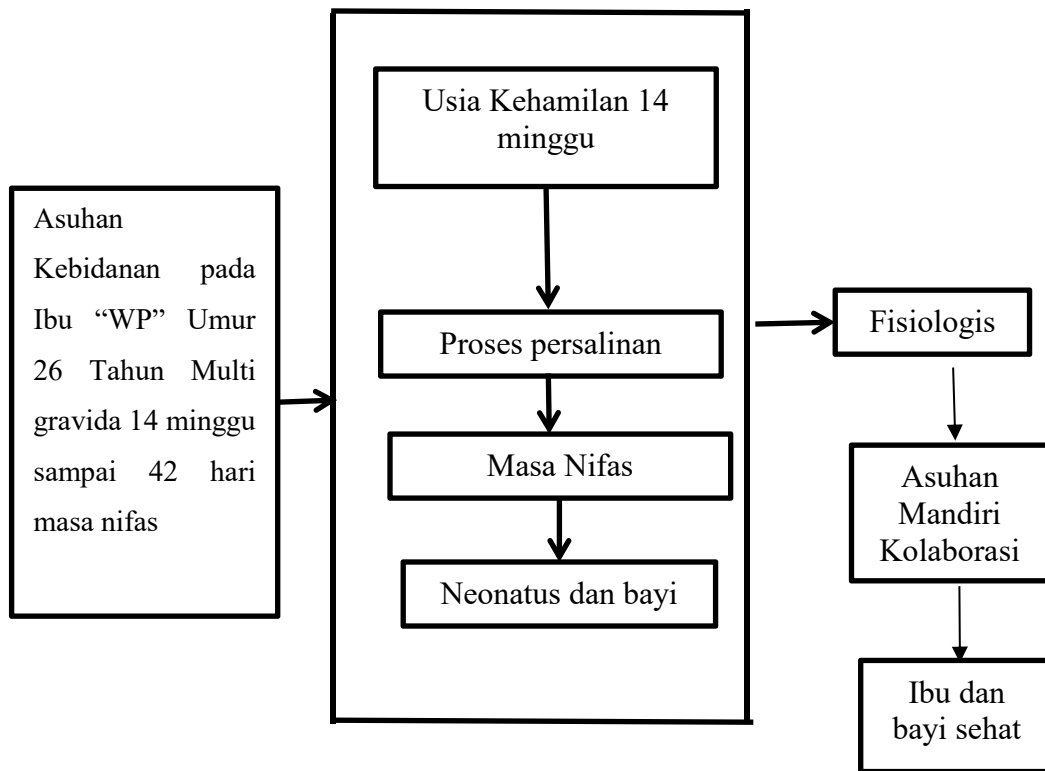 Asuhan
Kebidanan pada
Ibu “WP” Umur
26 Tahun Multi
gravida 14 minggu
sampai 42 hari
masa nifas
Usia Kehamilan 14
minggu
Proses persalinan
Masa Nifas
Neonatus dan bayi
Fisiologis
Asuhan
Mandiri
Kolaborasi
Ibu dan
bayi sehat